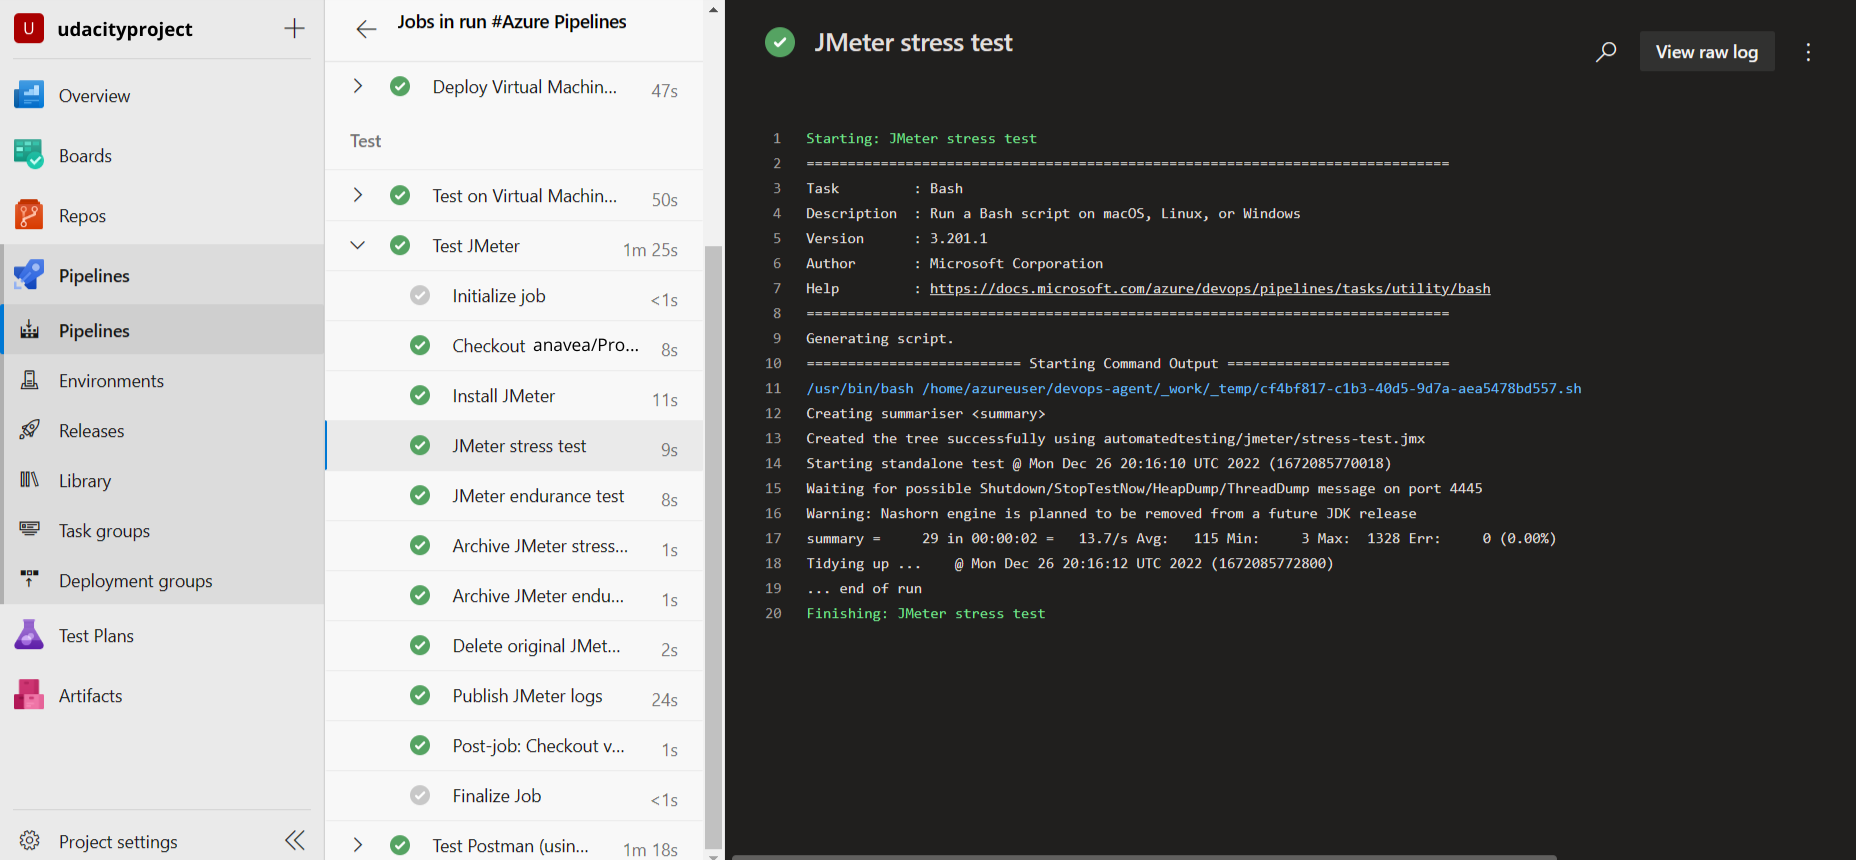 U udacityproject
Overview
Boards
Repos
Pipelines
Pipelines
Environments
Releases
Library
Task groups
Deployment groups
Test Plans
Artifacts
Project settings
Jobs in run #Azure Pipelines
Deploy Virtual Machin... 47s
Test
Test on Virtual Machin... 50s
Test JMeter 1m 25s
Initialize job <1s
Checkout anavea/Pro... 8s
Install JMeter 11s
JMeter stress test 9s
JMeter endurance test 8s
Archive JMeter stress... 1s
Archive JMeter endu... 1s
Delete original JMet... 2s
Publish JMeter logs 24s
Post-job: Checkout v... 1s
Finalize Job <1s
Test Postman (usin... 1m 18s
JMeter stress test
View raw log
1 Starting: JMeter stress test
2 ==============================================================================
3 Task         : Bash
4 Description  : Run a Bash script on macOS, Linux, or Windows
5 Version      : 3.201.1
6 Author       : Microsoft Corporation
7 Help         : https://docs.microsoft.com/azure/devops/pipelines/tasks/utility/bash
8 ==============================================================================
9 Generating script.
10 ========================== Starting Command Output ===========================
11 /usr/bin/bash /home/azureuser/devops-agent/_work/_temp/cf4bf817-c1b3-40d5-9d7a-aea5478bd557.sh
12 Creating summariser <summary>
13 Created the tree successfully using automatedtesting/jmeter/stress-test.jmx
14 Starting standalone test @ Mon Dec 26 20:16:10 UTC 2022 (1672085770018)
15 Waiting for possible Shutdown/StopTestNow/HeapDump/ThreadDump message on port 4445
16 Warning: Nashorn engine is planned to be removed from a future JDK release
17 summary =     29 in 00:00:02 =   13.7/s Avg:   115 Min:     3 Max:  1328 Err:     0 (0.00%)
18 Tidying up ...    @ Mon Dec 26 20:16:12 UTC 2022 (1672085772800)
19 ... end of run
20 Finishing: JMeter stress test